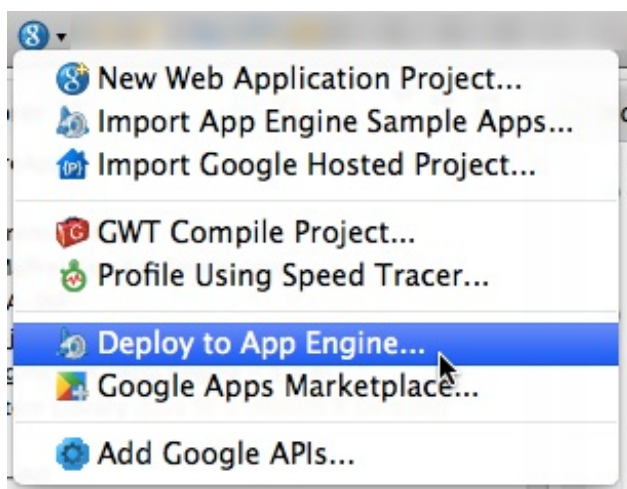 8
New Web Application Project...
Import App Engine Sample Apps...
Import Google Hosted Project...
GWT Compile Project...
Profile Using Speed Tracer...
Deploy to App Engine...
Google Apps Marketplace...
Add Google APIs...